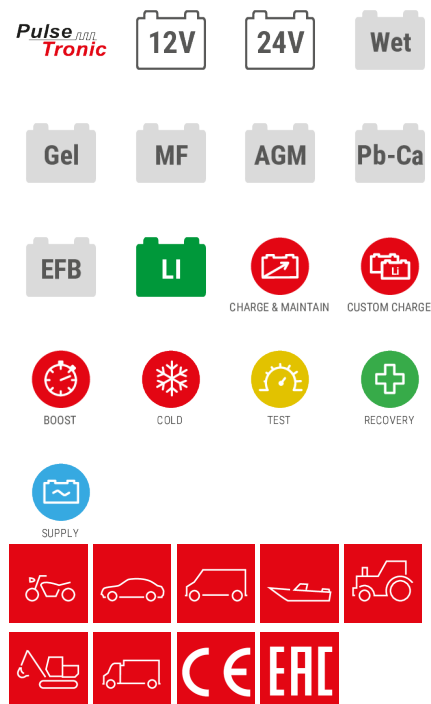 Pulse
Tronic
12V
24V
Wet
Gel
MF
AGM
Pb-Ca
EFB
LI
Li
CHARGE & MAINTAIN
CUSTOM CHARGE
BOOST
COLD
TEST
RECOVERY
SUPPLY
CE
EAC